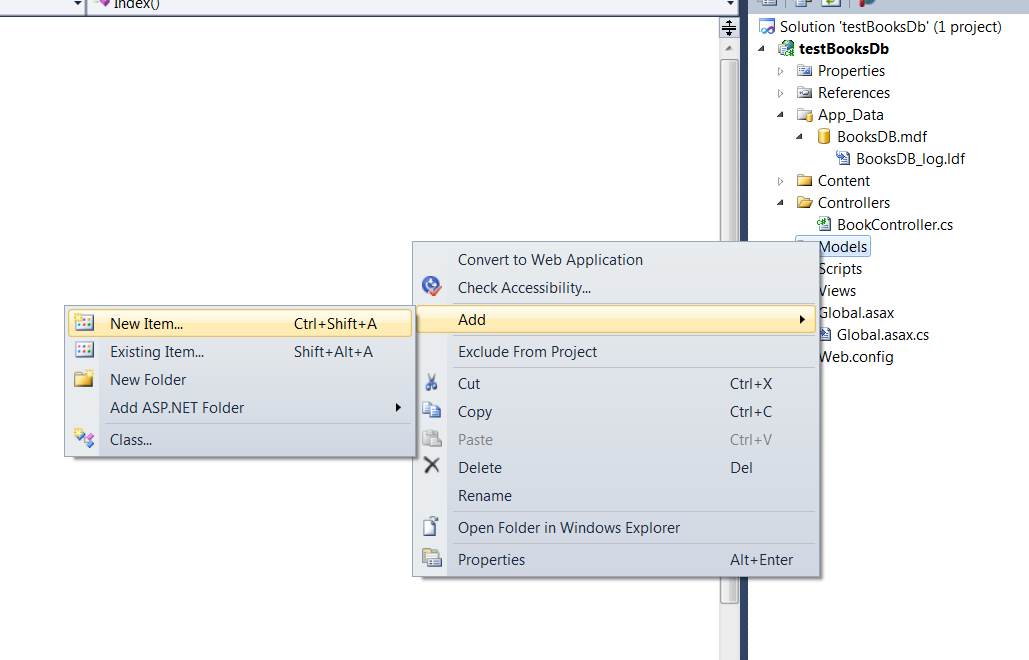 Index()
Solution 'testBooksDb' (1 project)
testBooksDb
Properties
References
App_Data
BooksDB.mdf
BooksDB_log.ldf
Content
Controllers
BookController.cs
Models
Scripts
Views
Global.asax
Global.asax.cs
Web.config
Convert to Web Application
Check Accessibility...
Add
Exclude From Project
Cut Ctrl+X
Copy Ctrl+C
Paste Ctrl+V
Delete Del
Rename
Open Folder in Windows Explorer
Properties Alt+Enter
New Item... Ctrl+Shift+A
Existing Item... Shift+Alt+A
New Folder
Add ASP.NET Folder
Class...